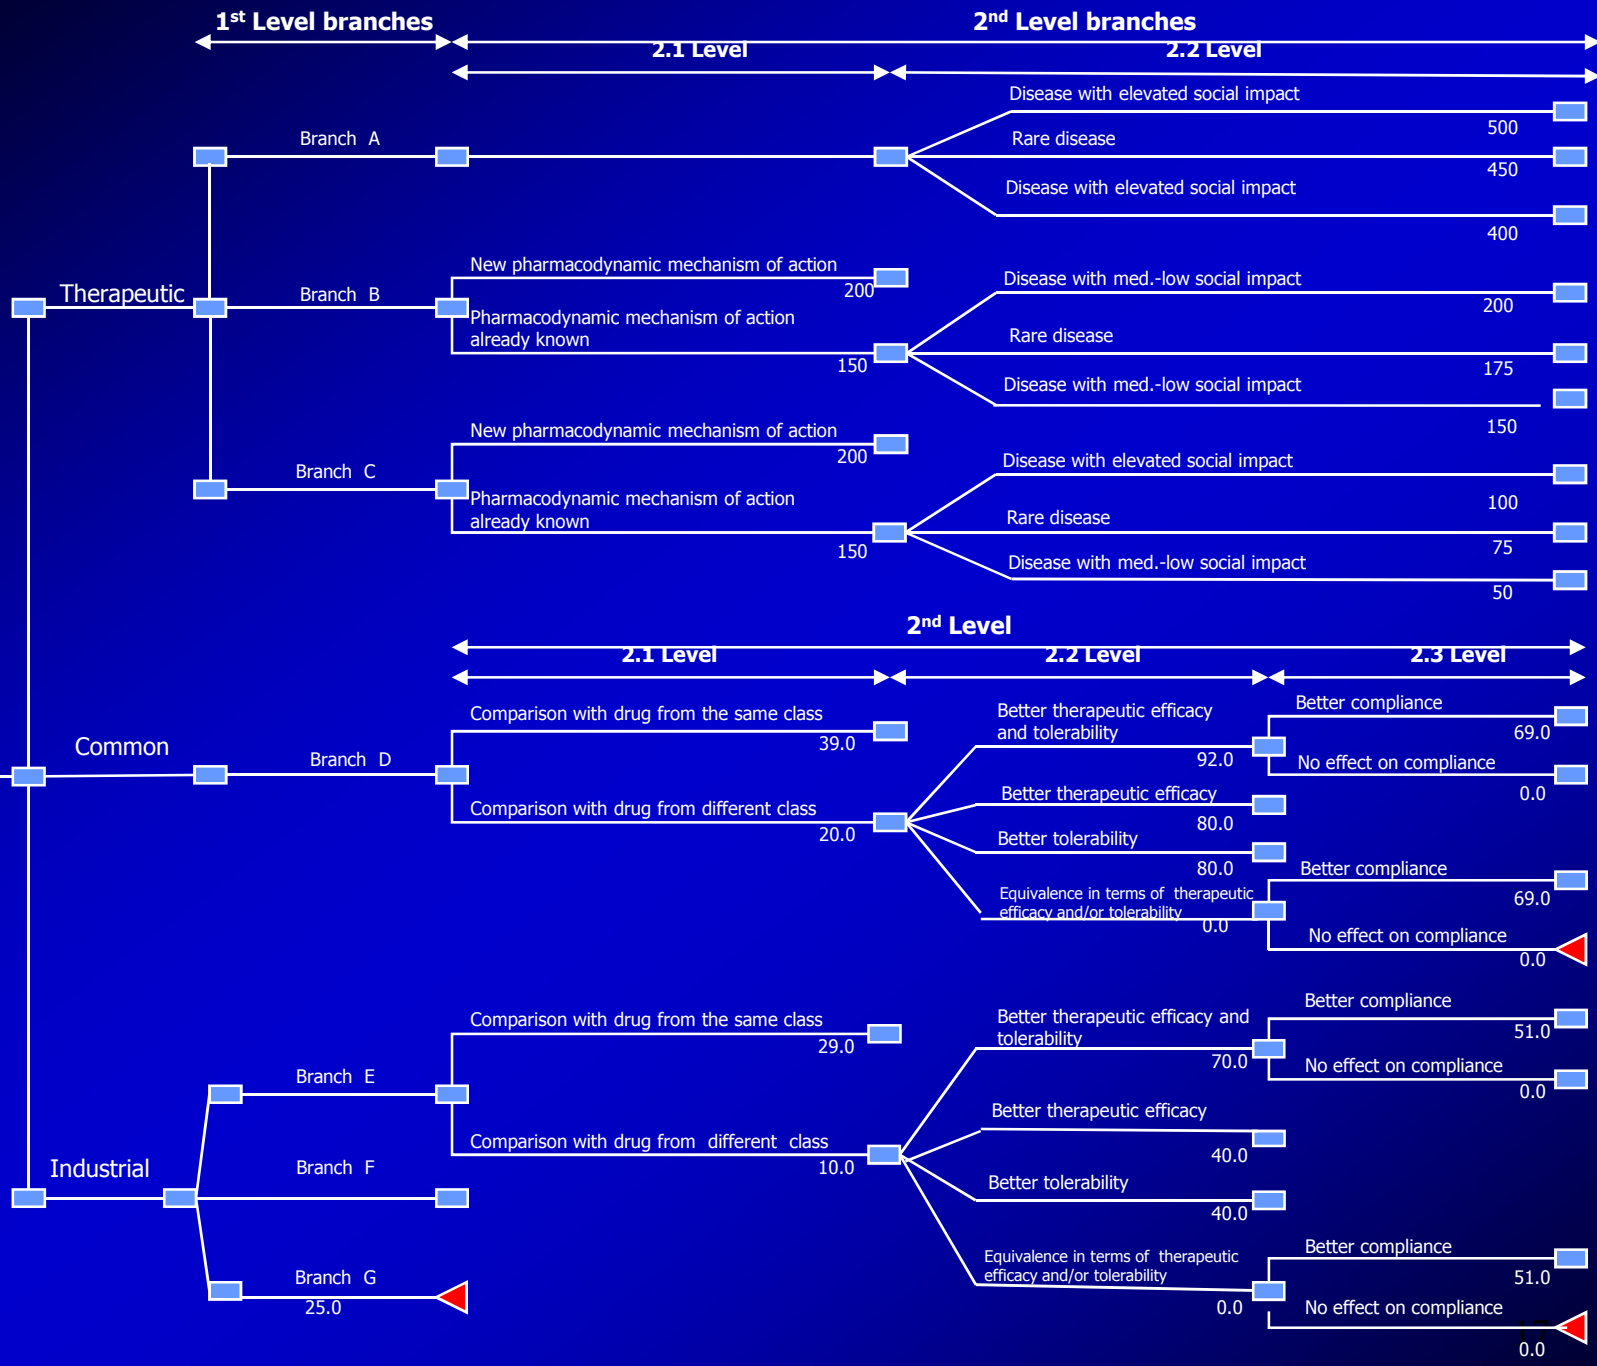 1st Level branches
2nd Level branches
2.1 Level
2.2 Level
Disease with elevated social impact
500
Branch A
Rare disease
450
Disease with elevated social impact
400
Therapeutic
Branch B
New pharmacodynamic mechanism of action
200
Pharmacodynamic mechanism of action
already known
150
Disease with med.-low social impact
200
Rare disease
175
Disease with med.-low social impact
150
Branch C
New pharmacodynamic mechanism of action
200
Pharmacodynamic mechanism of action
already known
150
Disease with elevated social impact
100
Rare disease
75
Disease with med.-low social impact
50
2nd Level
2.1 Level
2.2 Level
2.3 Level
Common
Branch D
Comparison with drug from the same class
39.0
Comparison with drug from different class
20.0
Better therapeutic efficacy
and tolerability
92.0
Better compliance
69.0
No effect on compliance
0.0
Better therapeutic efficacy
80.0
Better tolerability
80.0
Equivalence in terms of therapeutic
efficacy and/or tolerability
0.0
Better compliance
69.0
No effect on compliance
0.0
Industrial
Branch E
Comparison with drug from the same class
29.0
Comparison with drug from different class
10.0
Better therapeutic efficacy and
tolerability
70.0
Better compliance
51.0
No effect on compliance
0.0
Better therapeutic efficacy
40.0
Better tolerability
40.0
Equivalence in terms of therapeutic
efficacy and/or tolerability
0.0
Better compliance
51.0
No effect on compliance
17
0.0
Branch F
Branch G
25.0